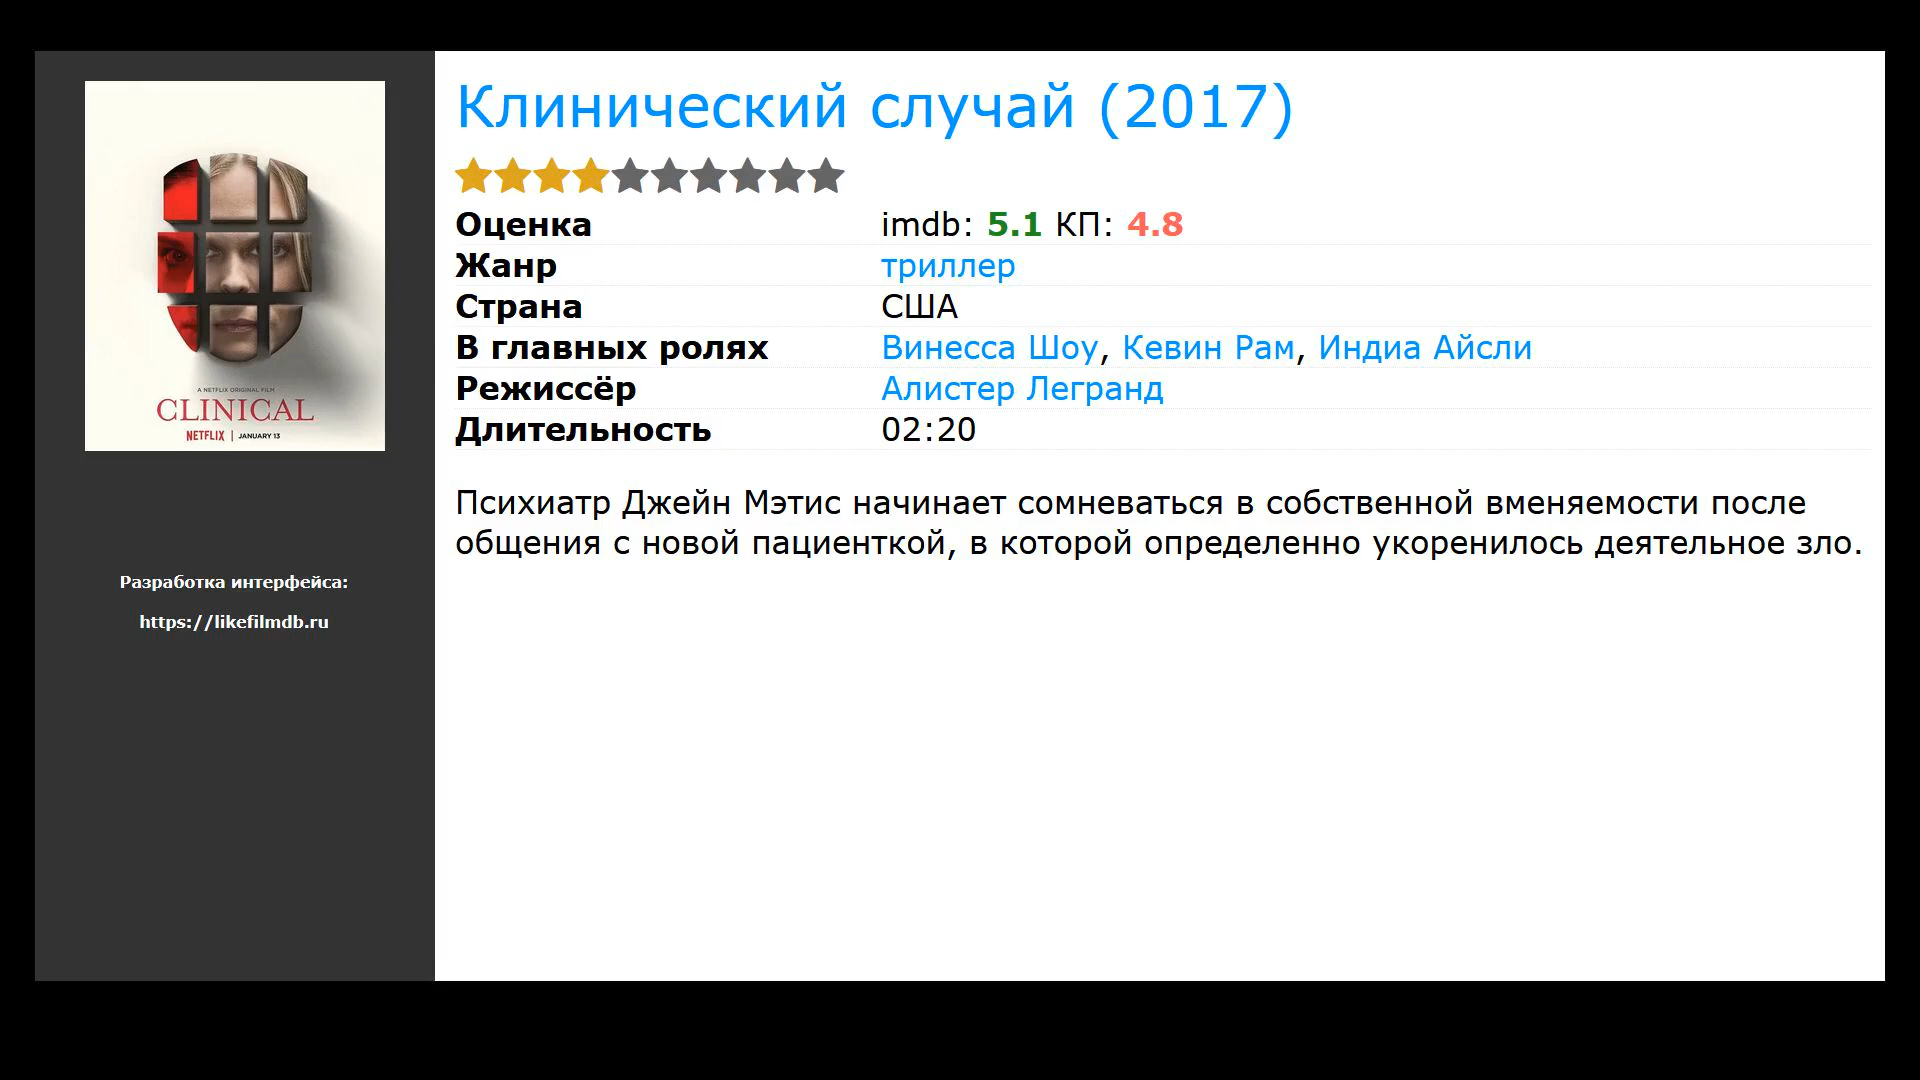 Клинический случай (2017)
Оценка imdb: 5.1 КП: 4.8
Жанр триллер
Страна США
В главных ролях Винесса Шоу, Кевин Рам, Индиа Айсли
Режиссёр Алистер Легранд
Длительность 02:20
Психиатр Джейн Мэтис начинает сомневаться в собственной вменяемости после
общения с новой пациенткой, в которой определенно укоренилось деятельное зло.
A NETFLIX ORIGINAL FILM
CLINICAL
NETFLIX | JANUARY 13
Разработка интерфейса:
https://likefilmdb.ru